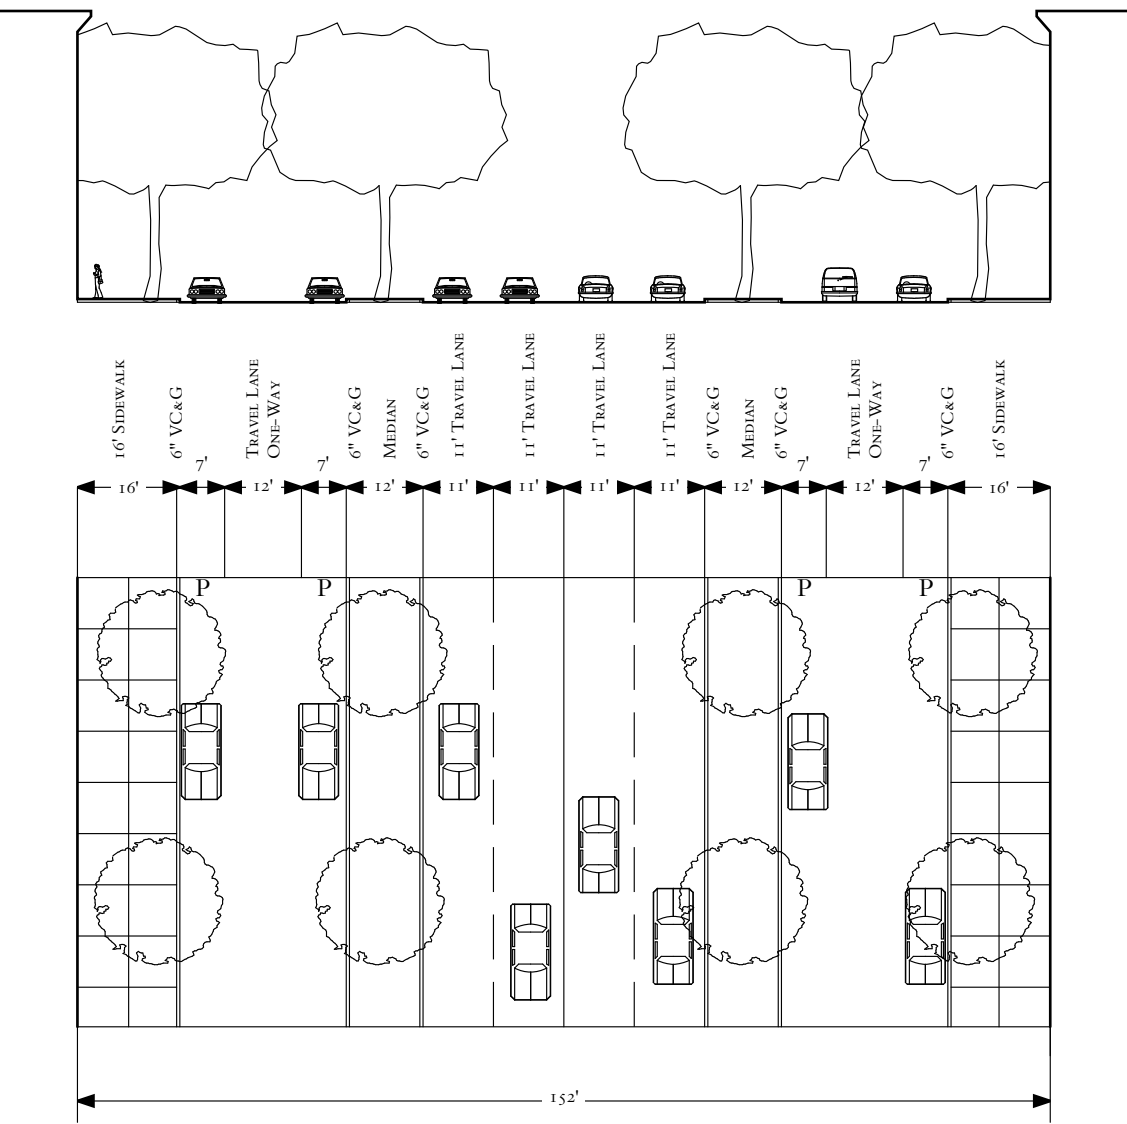 16' Sidewalk
6" VC&G
7'
Travel Lane
One-Way
7'
6" VC&G
Median
6" VC&G
11' Travel Lane
11' Travel Lane
11' Travel Lane
11' Travel Lane
6" VC&G
Median
6" VC&G
7'
Travel Lane
One-Way
7'
6" VC&G
16' Sidewalk
16'
12'
12'
11'
11'
11'
11'
12'
12'
16'
P
P
P
P
152'